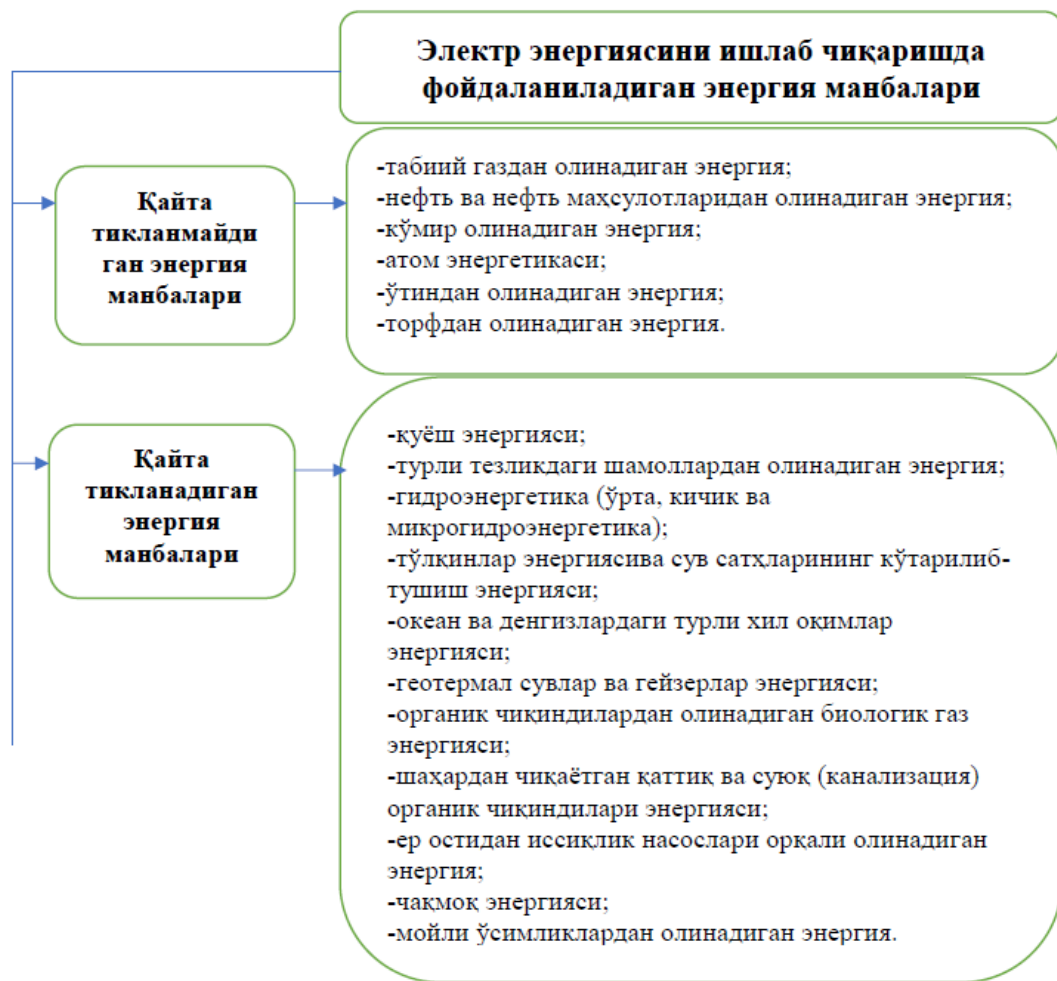 Электр энергиясини ишлаб чиқаришда
фойдаланиладиган энергия манбалари
Қайта
тикланмайди
ган энергия
манбалари
-табиий газдан олинадиган энергия;
-нефть ва нефть маҳсулотларидан олинадиган энергия;
-кўмир олинадиган энергия;
-атом энергетикаси;
-ўтиндан олинадиган энергия;
-торфдан олинадиган энергия.
Қайта
тикланадиган
энергия
манбалари
-қуёш энергияси;
-турли тезликдаги шамоллардан олинадиган энергия;
-гидроэнергетика (ўрта, кичик ва
микрогидроэнергетика);
-тўлқинлар энергиясива сув сатҳларининг кўтарилиб-
тушиш энергияси;
-океан ва денгизлардаги турли хил оқимлар
энергияси;
-геотермал сувлар ва гейзерлар энергияси;
-органик чиқиндилардан олинадиган биологик газ
энергияси;
-шаҳардан чиқаётган қаттиқ ва суюқ (канализация)
органик чиқиндилари энергияси;
-ер остидан иссиқлик насослари орқали олинадиган
энергия;
-чақмоқ энергияси;
-мойли ўсимликлардан олинадиган энергия.